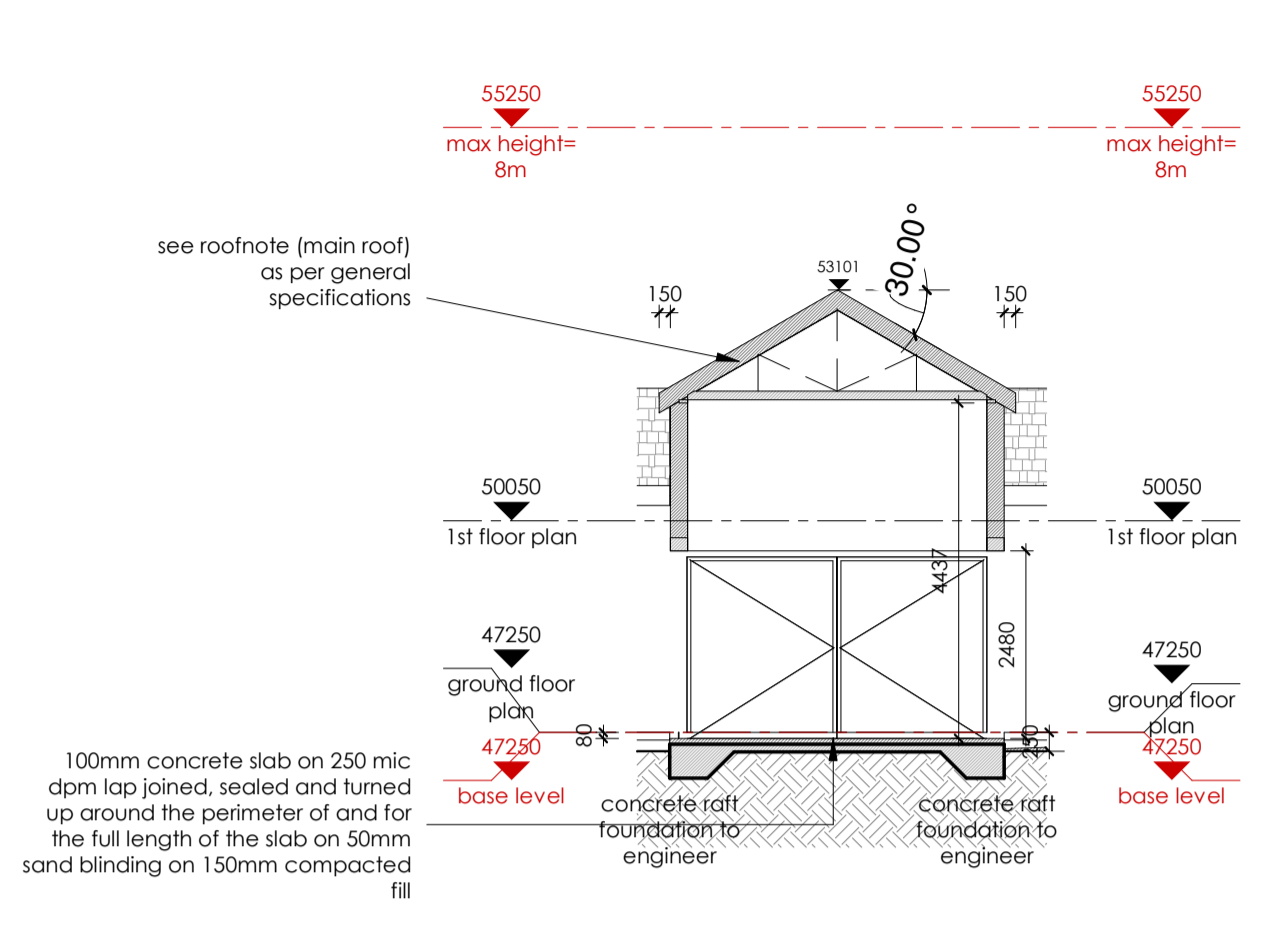 55250
max height=
8m
55250
max height=
8m
see roofnote (main roof)
as per general
specifications
53101
30.00°
150
150
50050
1st floor plan
50050
1st floor plan
4437
2480
47250
ground floor
plan
47250
ground floor
plan
80
250
47250
base level
47250
base level
100mm concrete slab on 250 mic
dpm lap joined, sealed and turned
up around the perimeter of and for
the full length of the slab on 50mm
sand blinding on 150mm compacted
fill
concrete raft
foundation to
engineer
concrete raft
foundation to
engineer